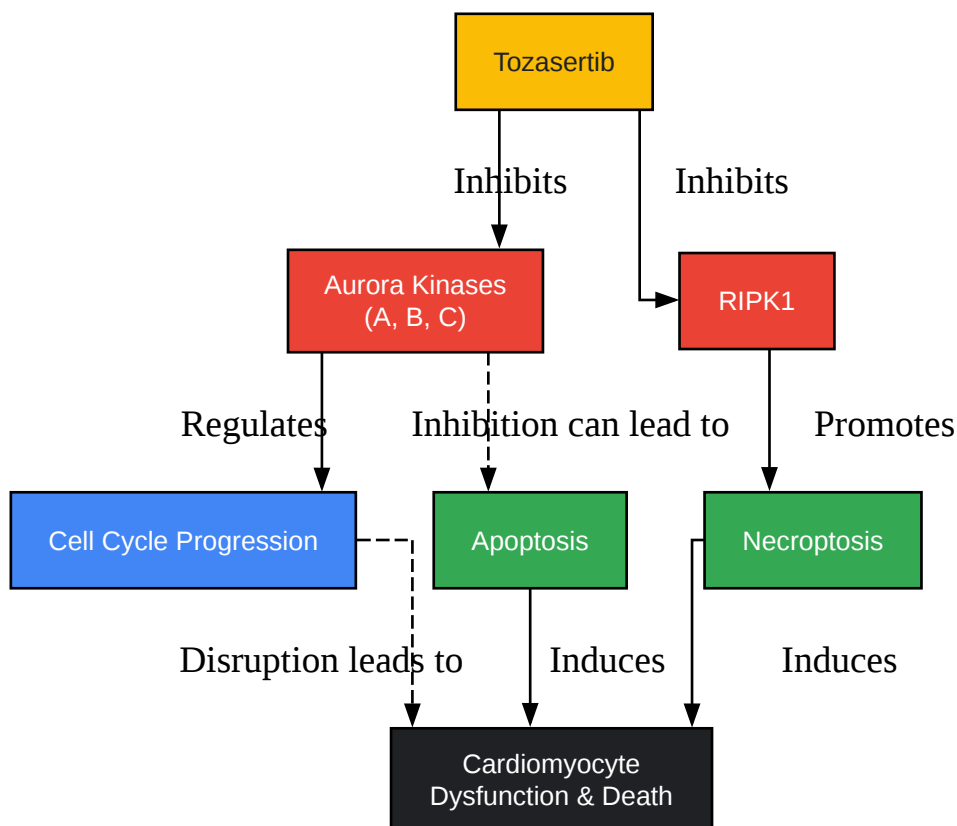 Tozasertib
Inhibits
Inhibits
Aurora Kinases
(A, B, C)
RIPK1
Regulates
Inhibition can lead to
Promotes
Cell Cycle Progression
Apoptosis
Necroptosis
Disruption leads to
Induces
Induces
Cardiomyocyte
Dysfunction & Death